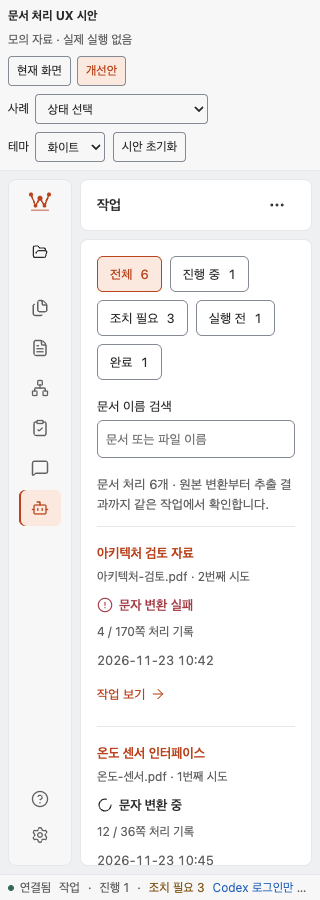 문서 처리 UX 시안
모의 자료 · 실제 실행 없음
현재 화면
개선안
사례
상태 선택
테마
화이트
시안 초기화
작업
전체 6
진행 중 1
조치 필요 3
실행 전 1
완료 1
문서 이름 검색
문서 또는 파일 이름
문서 처리 6개 · 원본 변환부터 추출 결
과까지 같은 작업에서 확인합니다.
아키텍처 검토 자료
아키텍처-검토.pdf · 2번째 시도
문자 변환 실패
4 / 170쪽 처리 기록
2026-11-23 10:42
작업 보기 →
온도 센서 인터페이스
온도-센서.pdf · 1번째 시도
문자 변환 중
12 / 36쪽 처리 기록
2026-11-23 10:45
연결됨 작업 · 진행 1 · 조치 필요 3 Codex 로그인만 ...